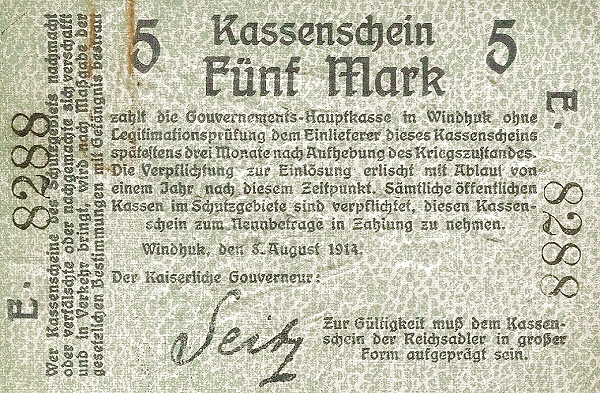 5 Kassenschein 5
Fünf Mark
zahlt die Gouvernements-Hauptkasse in Windhuk ohne
Legitimationsprüfung dem Einlieferer dieses Kassenscheins
spätestens drei Monate nach Aufhebung des Kriegszustandes.
Die Verpflichtung zur Einlösung erlischt mit Ablauf von
einem Jahr nach diesem Zeitpunkt. Sämtliche öffentlichen
Kassen im Schutzgebiete sind verpflichtet, diesen Kassen-
schein zum Nennbetrage in Zahlung zu nehmen.
Windhuk, den 8. August 1914.
Der Kaiserliche Gouverneur:
Seitz
Zur Gültigkeit muß dem Kassen-
schein der Reichsadler in großer
Form aufgeprägt sein.
E. 8288
Wer Kassenscheine des Schutzgebiets nachmacht
oder verfälscht oder nachgemachte sich verschafft
und in Verkehr bringt, wird nach Maßgabe der
gesetzlichen Bestimmungen mit Gefängnis bestraft
E. 8288